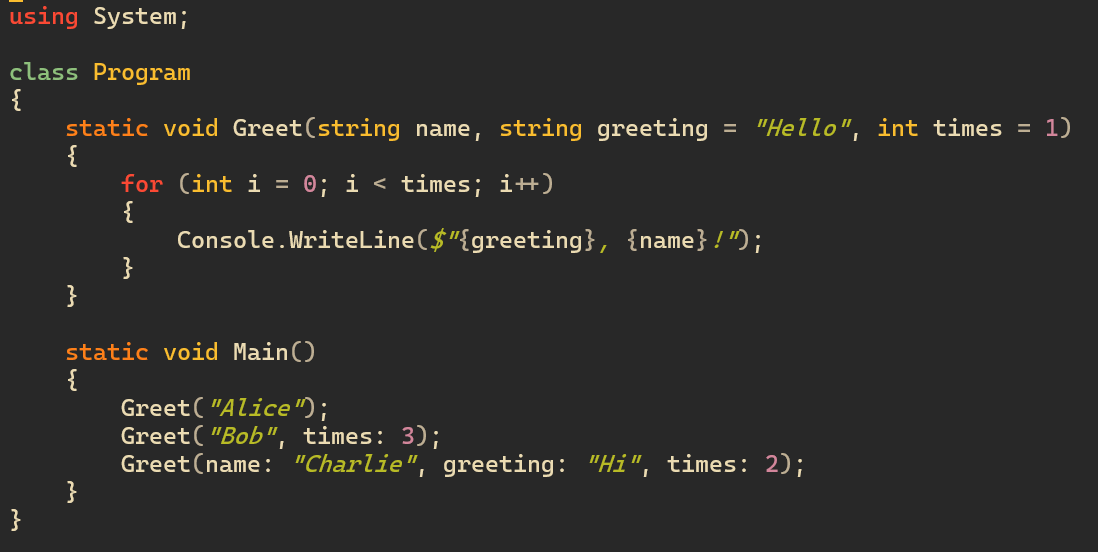 using System;

class Program
{
    static void Greet(string name, string greeting = "Hello", int times = 1)
    {
        for (int i = 0; i < times; i++)
        {
            Console.WriteLine($"{greeting}, {name}!");
        }
    }

    static void Main()
    {
        Greet("Alice");
        Greet("Bob", times: 3);
        Greet(name: "Charlie", greeting: "Hi", times: 2);
    }
}